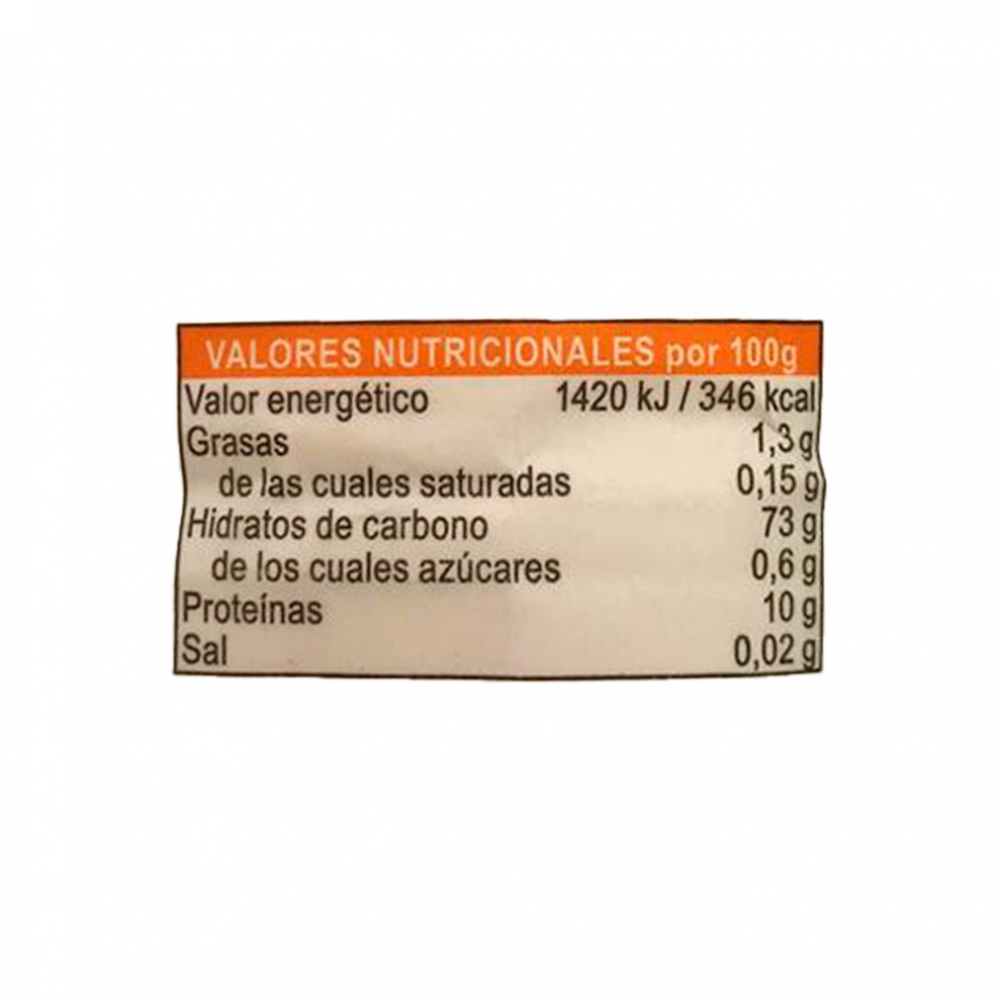 VALORES NUTRICIONALES por 100g
Valor energético 1420 kJ / 346 kcal
Grasas 1,3 g
de las cuales saturadas 0,15 g
Hidratos de carbono 73 g
de los cuales azúcares 0,6 g
Proteínas 10 g
Sal 0,02 g